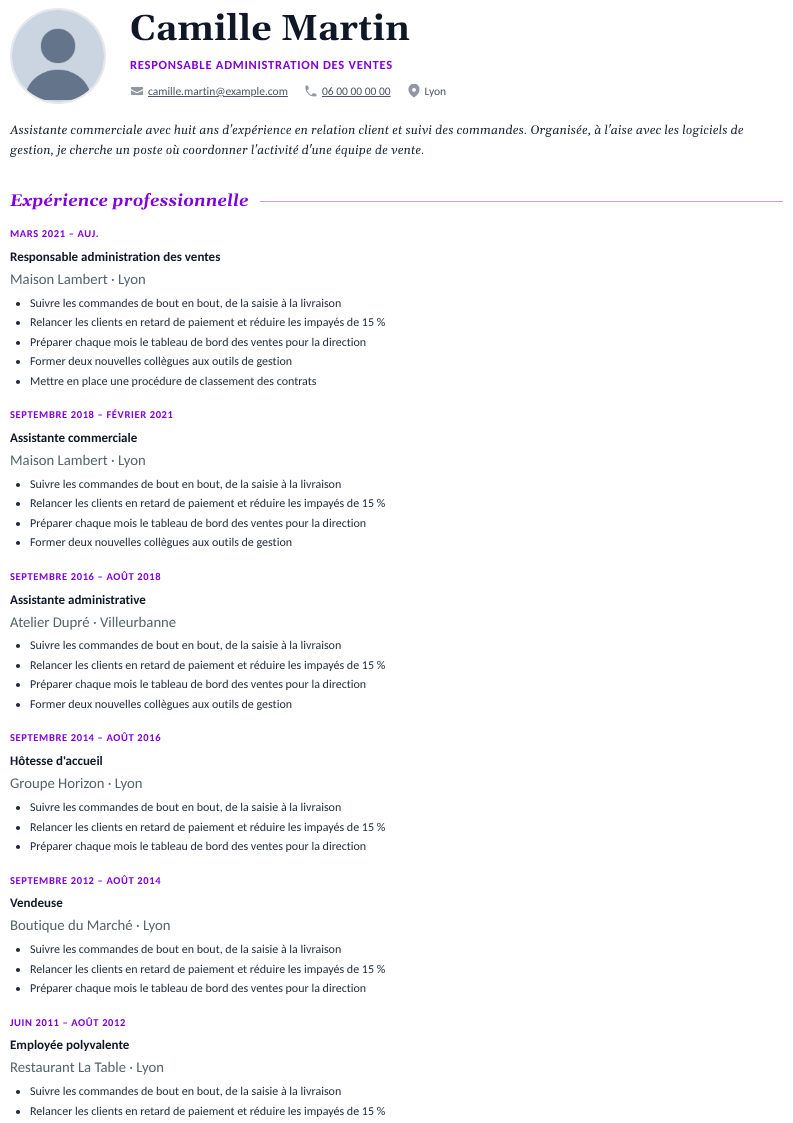 Camille Martin
RESPONSABLE ADMINISTRATION DES VENTES
camille.martin@example.com 06 00 00 00 00 Lyon
Assistante commerciale avec huit ans d'expérience en relation client et suivi des commandes. Organisée, à l'aise avec les logiciels de
gestion, je cherche un poste où coordonner l'activité d'une équipe de vente.
Expérience professionnelle
MARS 2021 – AUJ.
Responsable administration des ventes
Maison Lambert · Lyon
• Suivre les commandes de bout en bout, de la saisie à la livraison
• Relancer les clients en retard de paiement et réduire les impayés de 15 %
• Préparer chaque mois le tableau de bord des ventes pour la direction
• Former deux nouvelles collègues aux outils de gestion
• Mettre en place une procédure de classement des contrats
SEPTEMBRE 2018 – FÉVRIER 2021
Assistante commerciale
Maison Lambert · Lyon
• Suivre les commandes de bout en bout, de la saisie à la livraison
• Relancer les clients en retard de paiement et réduire les impayés de 15 %
• Préparer chaque mois le tableau de bord des ventes pour la direction
• Former deux nouvelles collègues aux outils de gestion
SEPTEMBRE 2016 – AOÛT 2018
Assistante administrative
Atelier Dupré · Villeurbanne
• Suivre les commandes de bout en bout, de la saisie à la livraison
• Relancer les clients en retard de paiement et réduire les impayés de 15 %
• Préparer chaque mois le tableau de bord des ventes pour la direction
• Former deux nouvelles collègues aux outils de gestion
SEPTEMBRE 2014 – AOÛT 2016
Hôtesse d'accueil
Groupe Horizon · Lyon
• Suivre les commandes de bout en bout, de la saisie à la livraison
• Relancer les clients en retard de paiement et réduire les impayés de 15 %
• Préparer chaque mois le tableau de bord des ventes pour la direction
SEPTEMBRE 2012 – AOÛT 2014
Vendeuse
Boutique du Marché · Lyon
• Suivre les commandes de bout en bout, de la saisie à la livraison
• Relancer les clients en retard de paiement et réduire les impayés de 15 %
• Préparer chaque mois le tableau de bord des ventes pour la direction
JUIN 2011 – AOÛT 2012
Employée polyvalente
Restaurant La Table · Lyon
• Suivre les commandes de bout en bout, de la saisie à la livraison
• Relancer les clients en retard de paiement et réduire les impayés de 15 %